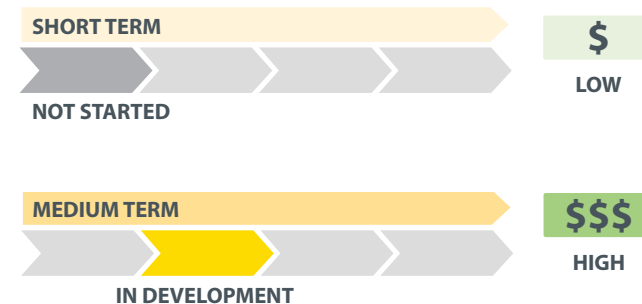 SHORT TERM
$
LOW
NOT STARTED
MEDIUM TERM
$$$
HIGH
IN DEVELOPMENT